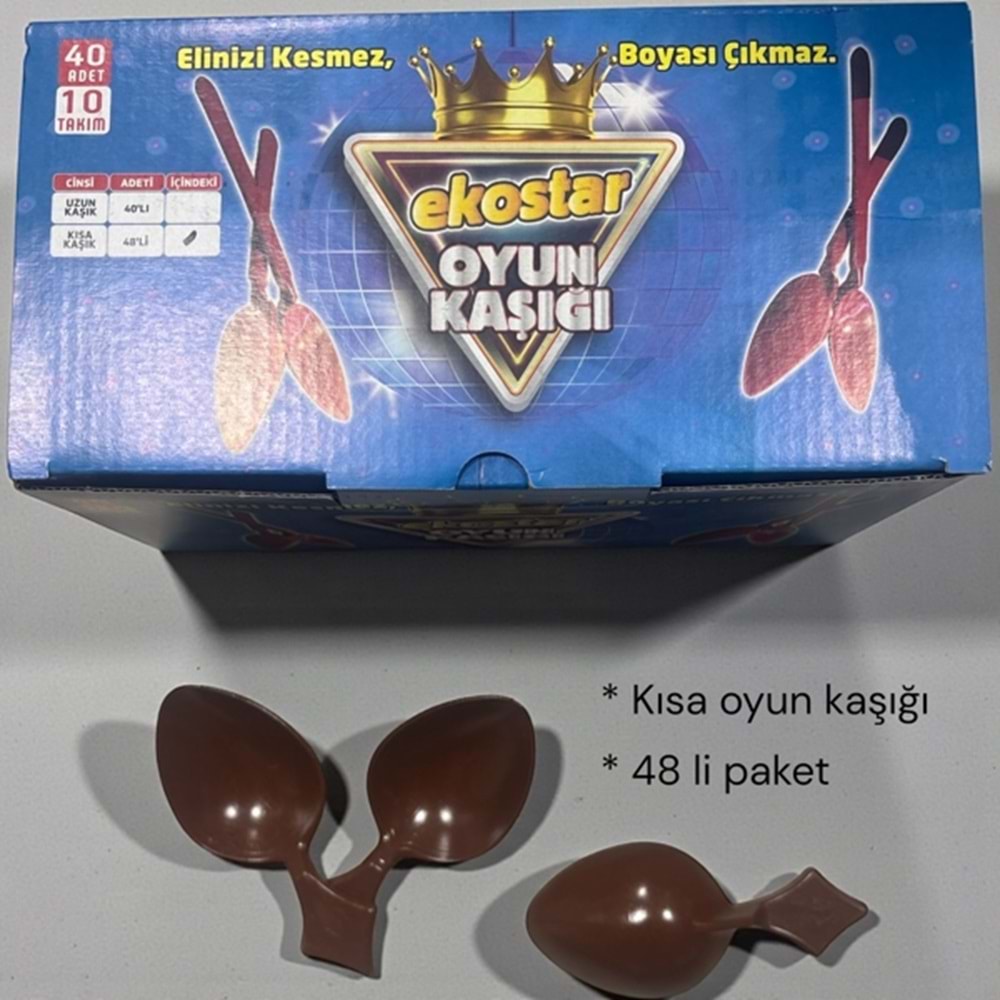 40
ADET
10
TAKIM
Elinizi Kesmez,
Boyası Çıkmaz.
CİNSİ ADETİ İÇİNDEKİ
UZUN KAŞIK 40'LI
KISA KAŞIK 48'Lİ
ekostar
OYUN
KAŞIĞI
* Kısa oyun kaşığı
* 48 li paket